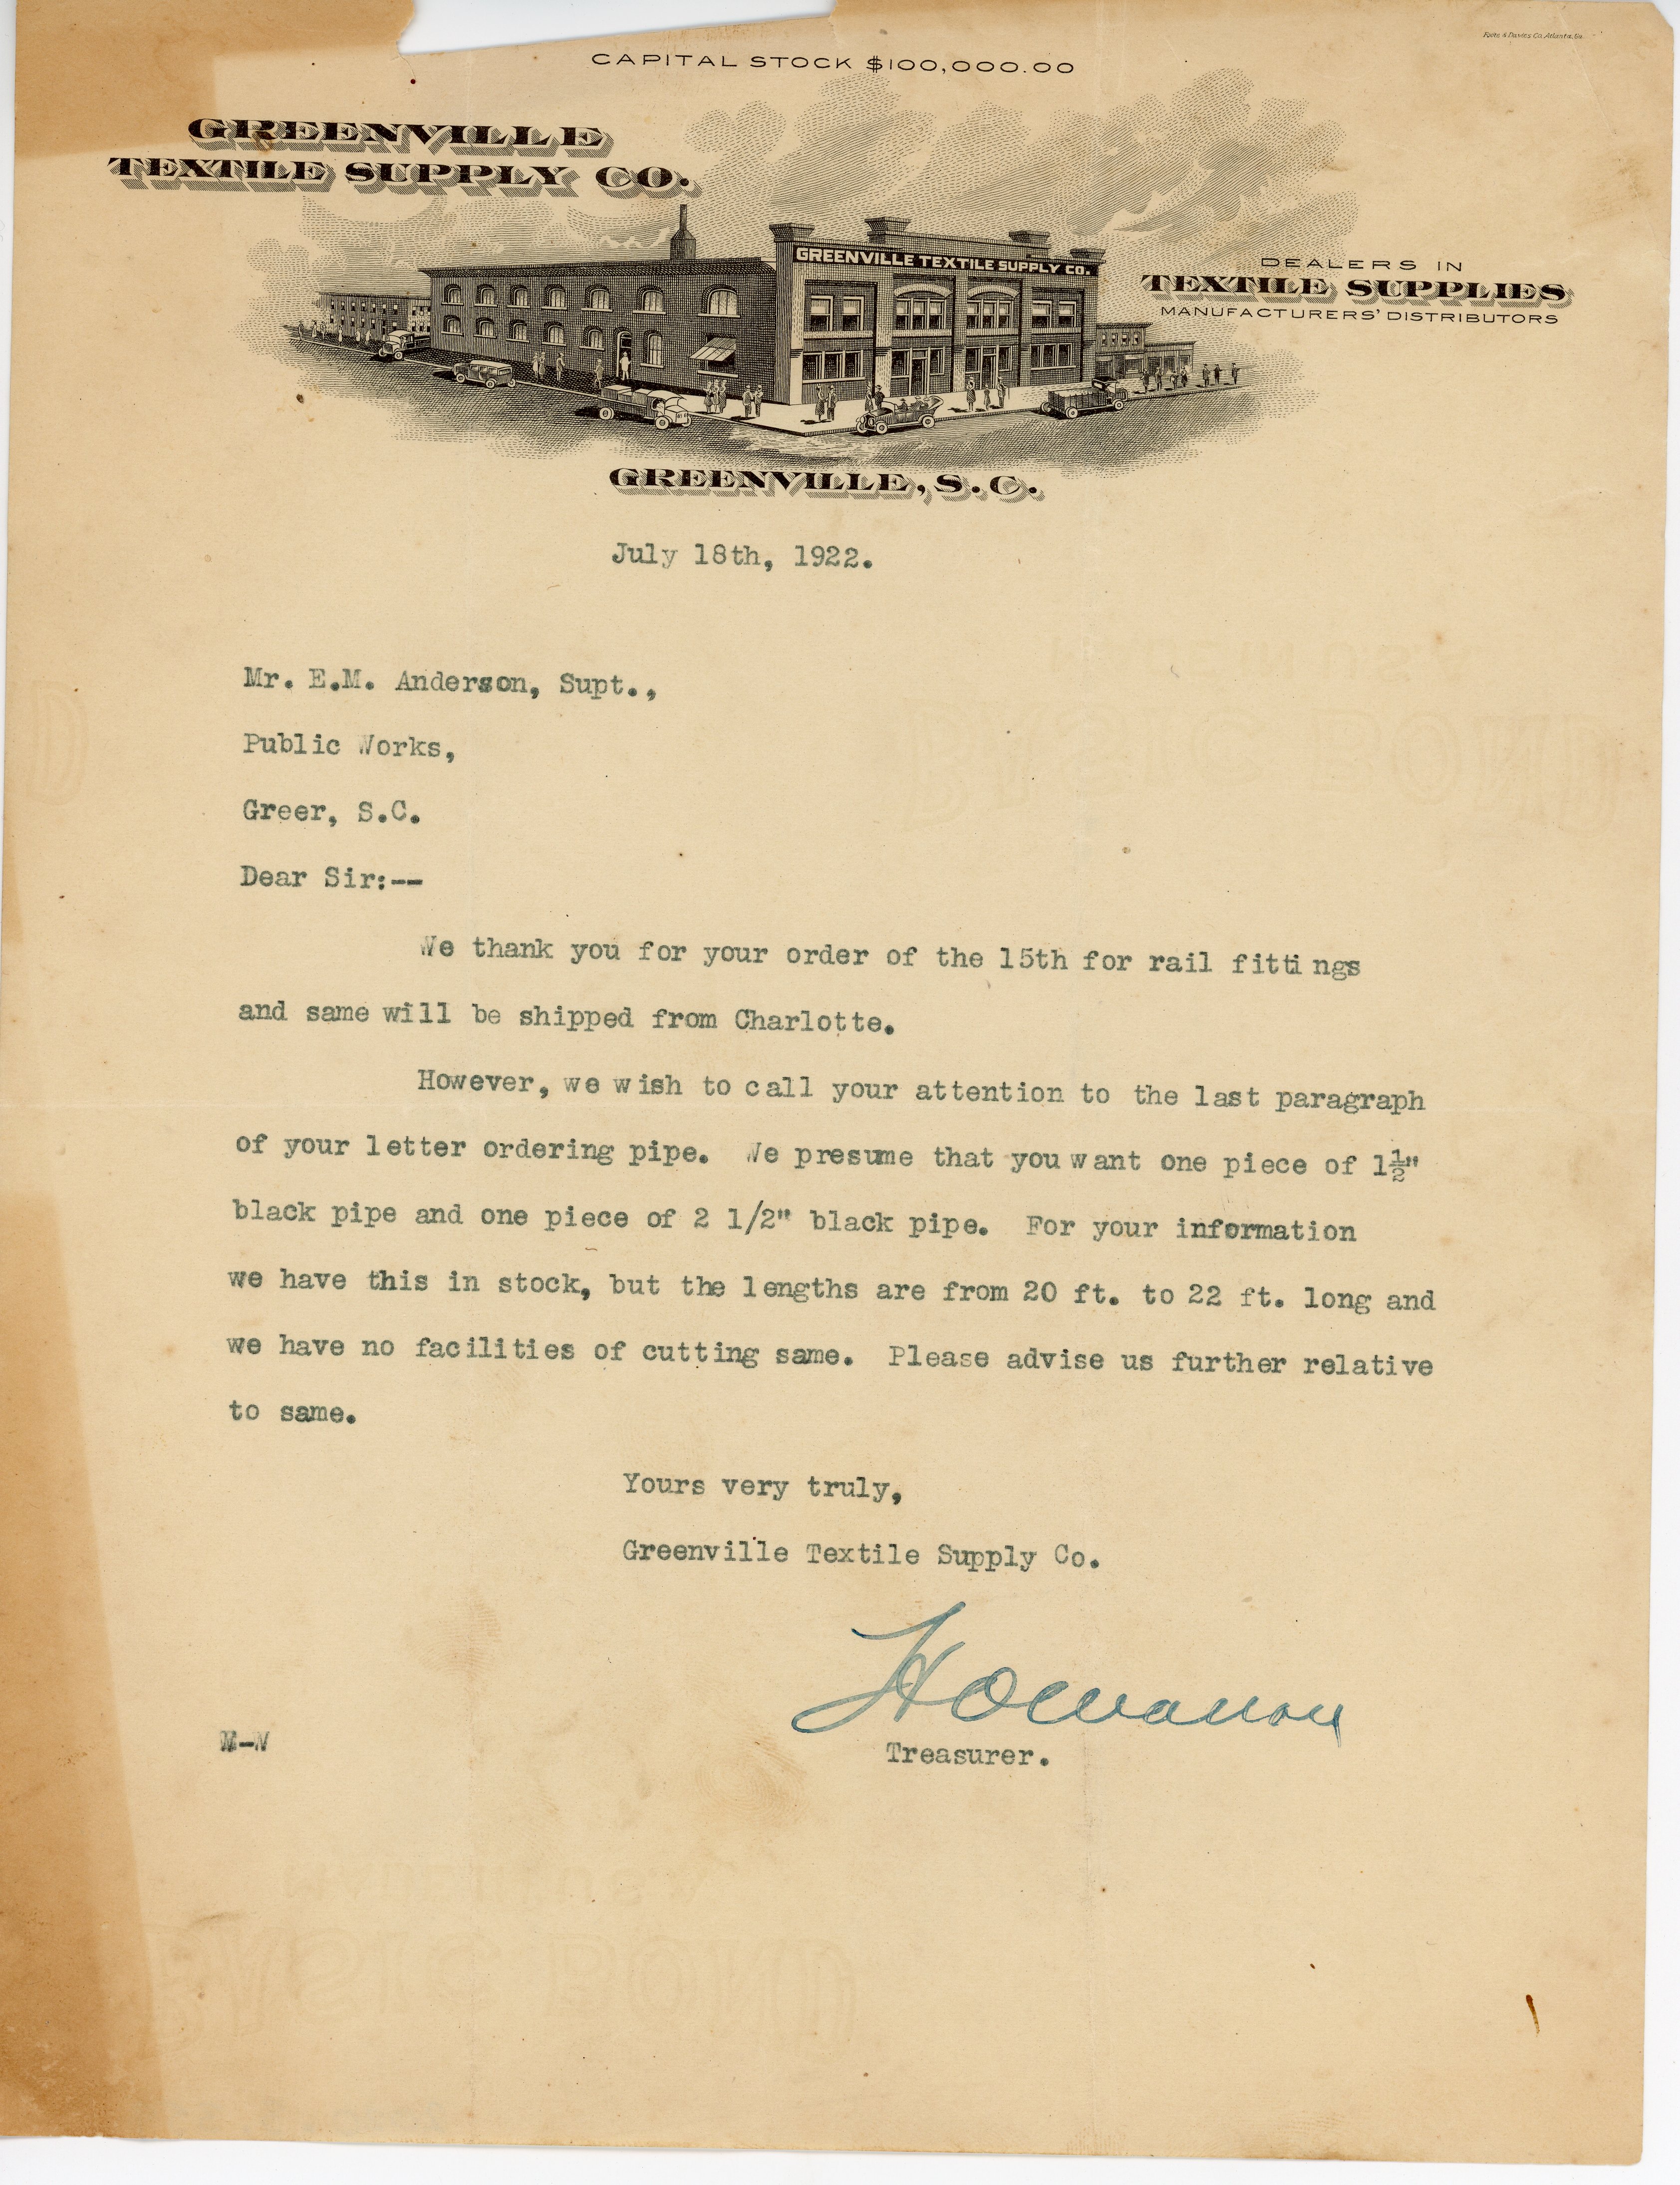 Foote & Davies Co. Atlanta, Ga.
CAPITAL STOCK $100,000.00
GREENVILLE
TEXTILE SUPPLY CO.
GREENVILLE TEXTILE SUPPLY CO.
DEALERS IN
TEXTILE SUPPLIES
MANUFACTURERS' DISTRIBUTORS
GREENVILLE, S.C.
July 18th, 1922.
Mr. E.M. Anderson, Supt.,
Public Works,
Greer, S.C.
Dear Sir:--
We thank you for your order of the 15th for rail fittings
and same will be shipped from Charlotte.
However, we wish to call your attention to the last paragraph
of your letter ordering pipe. We presume that you want one piece of 1½"
black pipe and one piece of 2 1/2" black pipe. For your information
we have this in stock, but the lengths are from 20 ft. to 22 ft. long and
we have no facilities of cutting same. Please advise us further relative
to same.
Yours very truly,
Greenville Textile Supply Co.
Treasurer.